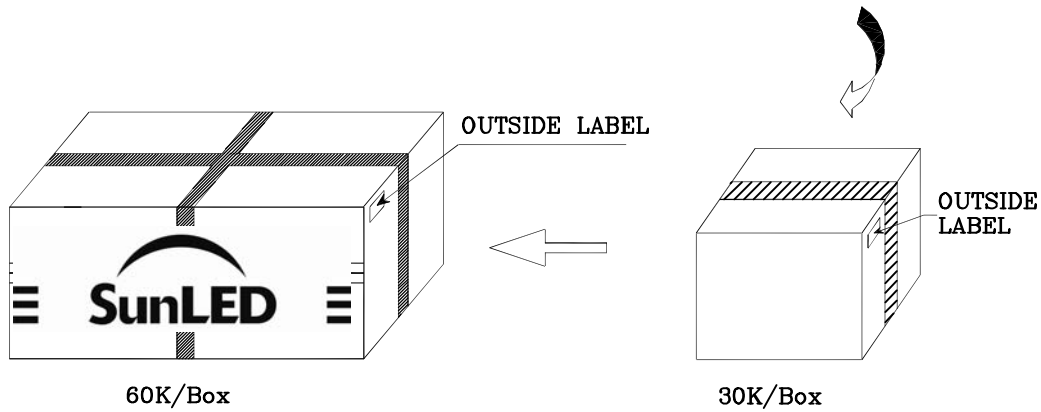 OUTSIDE LABEL
OUTSIDE
LABEL
SunLED
60K/Box
30K/Box